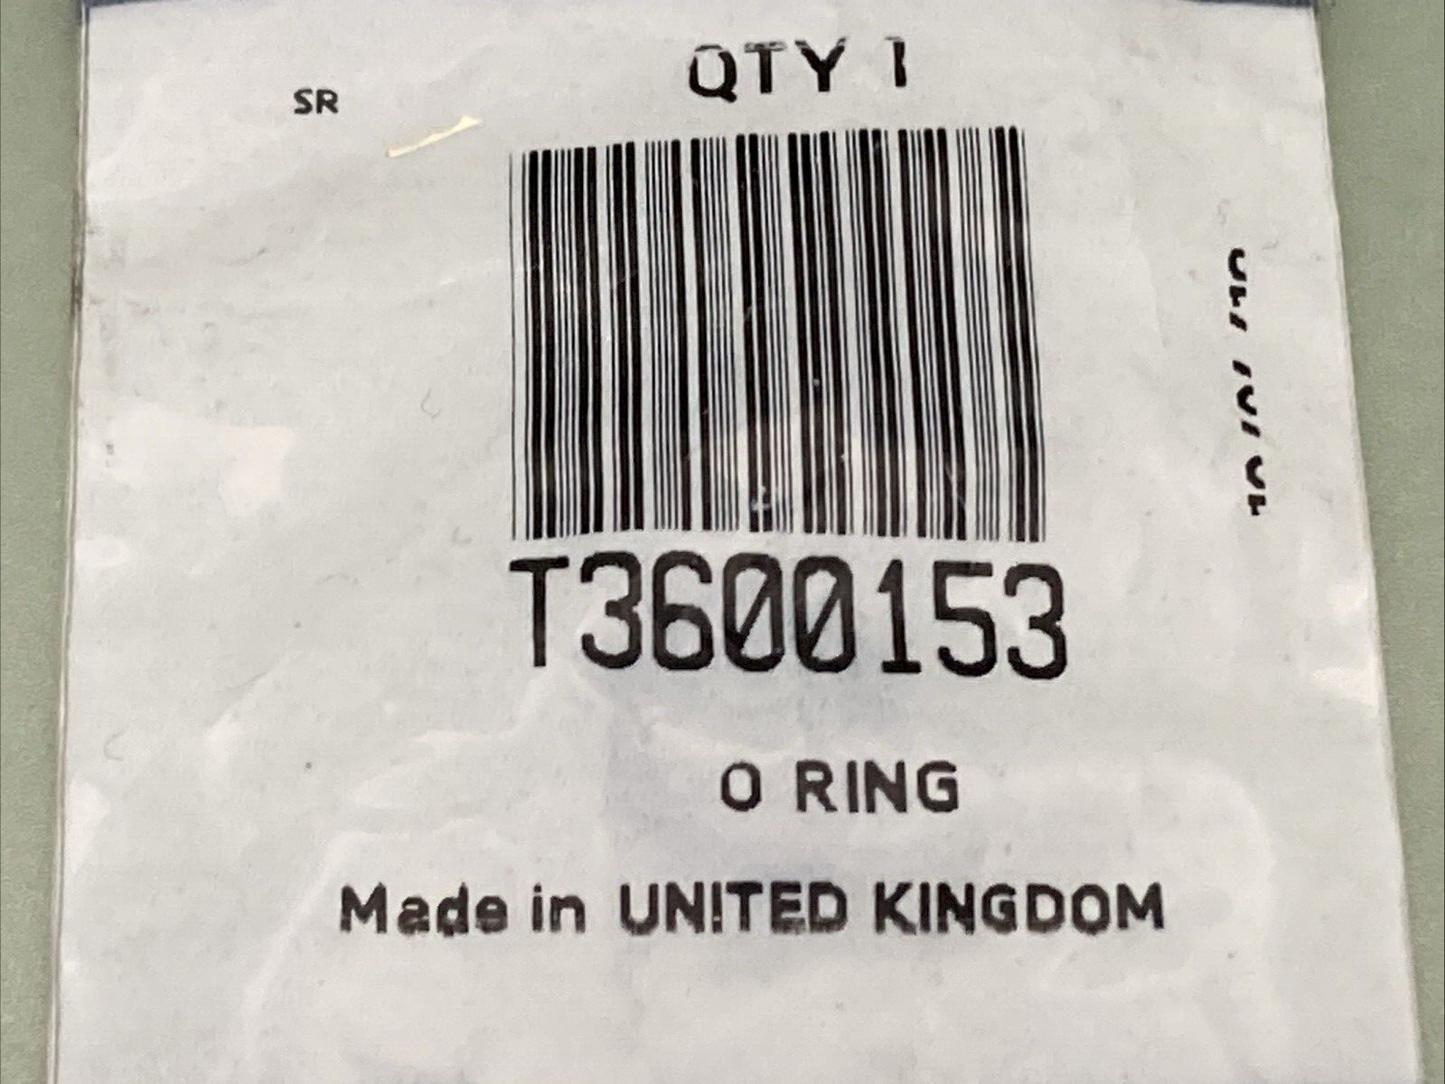 QTY 1
SR
T3600153
O RING
Made in UNITED KINGDOM